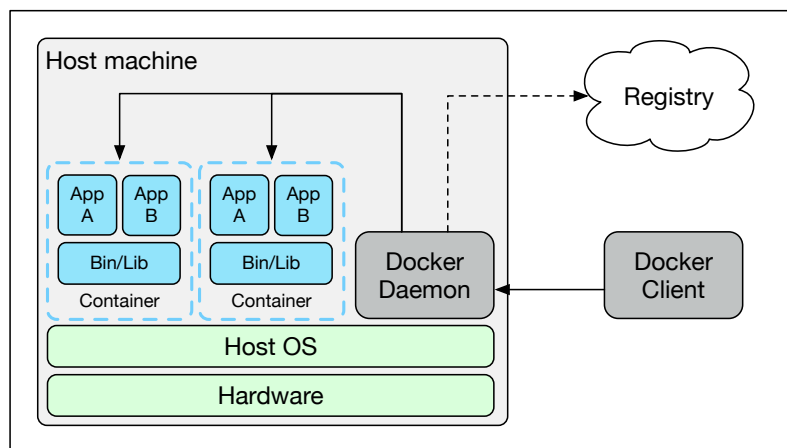 Host machine
Registry
App
A
App
B
App
A
App
B
Bin/Lib
Bin/Lib
Container
Container
Docker
Daemon
Docker
Client
Host OS
Hardware